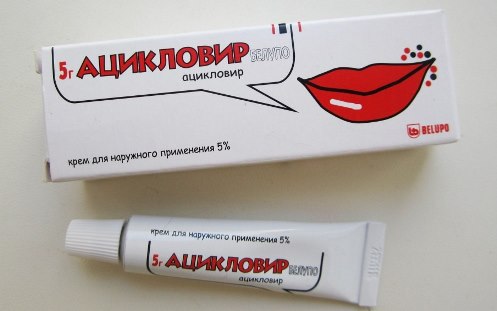 5г АЦИКЛОВИР БЕЛУПО
ацикловир
BELUPO
крем для наружного применения 5%
крем для наружного применения 5%
5г АЦИКЛОВИР БЕЛУПО
ацикловир